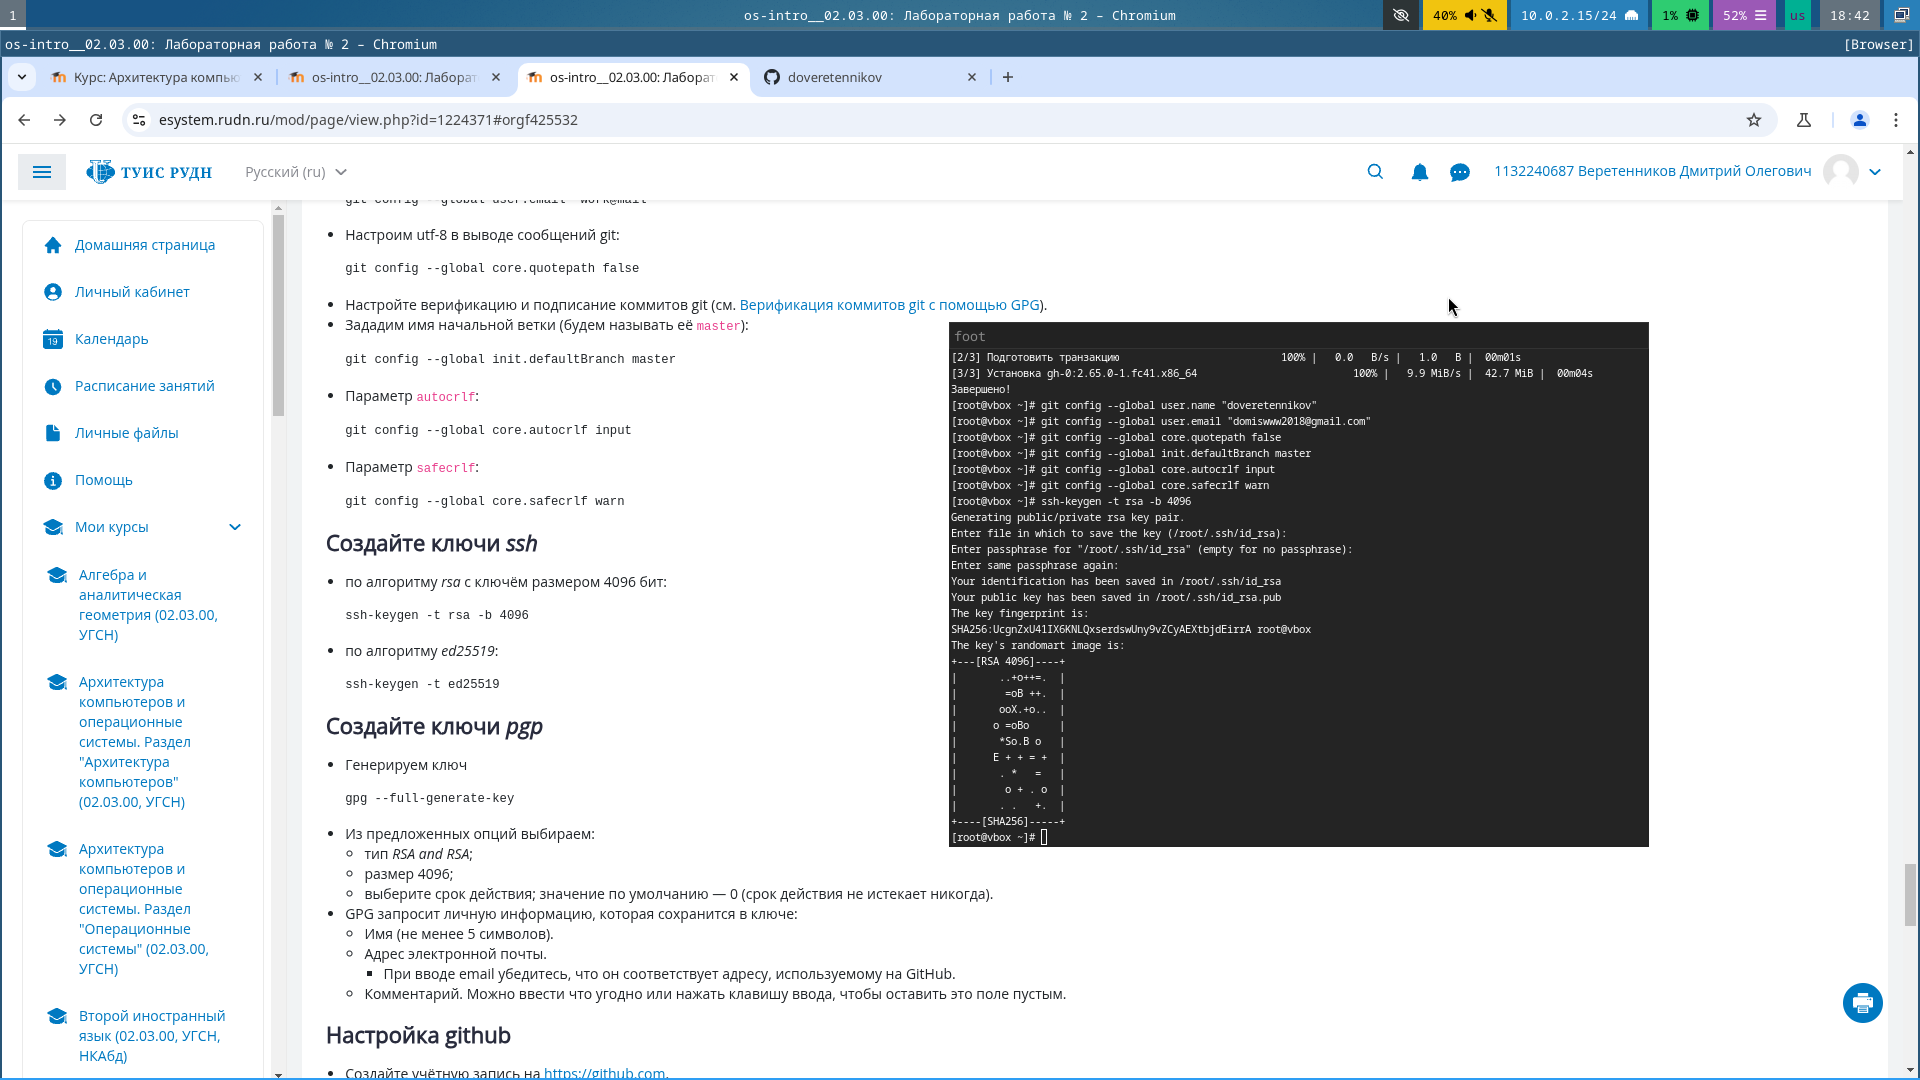 1
os-intro__02.03.00: Лабораторная работа № 2 – Chromium
40%
10.0.2.15/24
1%
52%
us
18:42
os-intro__02.03.00: Лабораторная работа № 2 – Chromium
[Browser]
Курс: Архитектура компью
os-intro__02.03.00: Лаборат
os-intro__02.03.00: Лаборат
doveretennikov
esystem.rudn.ru/mod/page/view.php?id=1224371#orgf425532
ТУИС РУДН
Русский (ru)
1132240687 Веретенников Дмитрий Олегович
Домашняя страница
Личный кабинет
19
Календарь
Расписание занятий
Личные файлы
Помощь
Мои курсы
Алгебра и
аналитическая
геометрия (02.03.00,
УГСН)
Архитектура
компьютеров и
операционные
системы. Раздел
"Архитектура
компьютеров"
(02.03.00, УГСН)
Архитектура
компьютеров и
операционные
системы. Раздел
"Операционные
системы" (02.03.00,
УГСН)
Второй иностранный
язык (02.03.00, УГСН,
НКАбд)
git config --global user.email "work@mail"
Настроим utf-8 в выводе сообщений git:
git config --global core.quotepath false
Настройте верификацию и подписание коммитов git (см. Верификация коммитов git с помощью GPG).
Зададим имя начальной ветки (будем называть её master):
git config --global init.defaultBranch master
Параметр autocrlf:
git config --global core.autocrlf input
Параметр safecrlf:
git config --global core.safecrlf warn
Создайте ключи ssh
по алгоритму rsa с ключём размером 4096 бит:
ssh-keygen -t rsa -b 4096
по алгоритму ed25519:
ssh-keygen -t ed25519
Создайте ключи pgp
Генерируем ключ
gpg --full-generate-key
Из предложенных опций выбираем:
тип RSA and RSA;
размер 4096;
выберите срок действия; значение по умолчанию — 0 (срок действия не истекает никогда).
GPG запросит личную информацию, которая сохранится в ключе:
Имя (не менее 5 символов).
Адрес электронной почты.
При вводе email убедитесь, что он соответствует адресу, используемому на GitHub.
Комментарий. Можно ввести что угодно или нажать клавишу ввода, чтобы оставить это поле пустым.
Настройка github
Создайте учётную запись на https://github.com.
foot
[2/3] Подготовить транзакцию 100% | 0.0 B/s | 1.0 B | 00m01s
[3/3] Установка gh-0:2.65.0-1.fc41.x86_64 100% | 9.9 MiB/s | 42.7 MiB | 00m04s
Завершено!
[root@vbox ~]# git config --global user.name "doveretennikov"
[root@vbox ~]# git config --global user.email "domiswww2018@gmail.com"
[root@vbox ~]# git config --global core.quotepath false
[root@vbox ~]# git config --global init.defaultBranch master
[root@vbox ~]# git config --global core.autocrlf input
[root@vbox ~]# git config --global core.safecrlf warn
[root@vbox ~]# ssh-keygen -t rsa -b 4096
Generating public/private rsa key pair.
Enter file in which to save the key (/root/.ssh/id_rsa):
Enter passphrase for "/root/.ssh/id_rsa" (empty for no passphrase):
Enter same passphrase again:
Your identification has been saved in /root/.ssh/id_rsa
Your public key has been saved in /root/.ssh/id_rsa.pub
The key fingerprint is:
SHA256:UcgnZxU41IX6KNLQxserdswUny9vZCyAEXtbjdEirrA root@vbox
The key's randomart image is:
+---[RSA 4096]----+
|       ..+o++=.  |
|        =oB ++.  |
|       ooX.+o..  |
|      o =oBo     |
|       *So.B o   |
|      E + + = +  |
|       . *   =   |
|        o + . o  |
|       . .   +.  |
+----[SHA256]-----+
[root@vbox ~]#